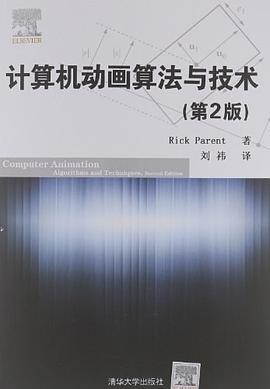 ELSEVIER
计算机动画算法与技术
(第2版)
Rick Parent 著
刘祎 译
Computer Animation
Algorithms and Techniques, Second Edition
清华大学出版社